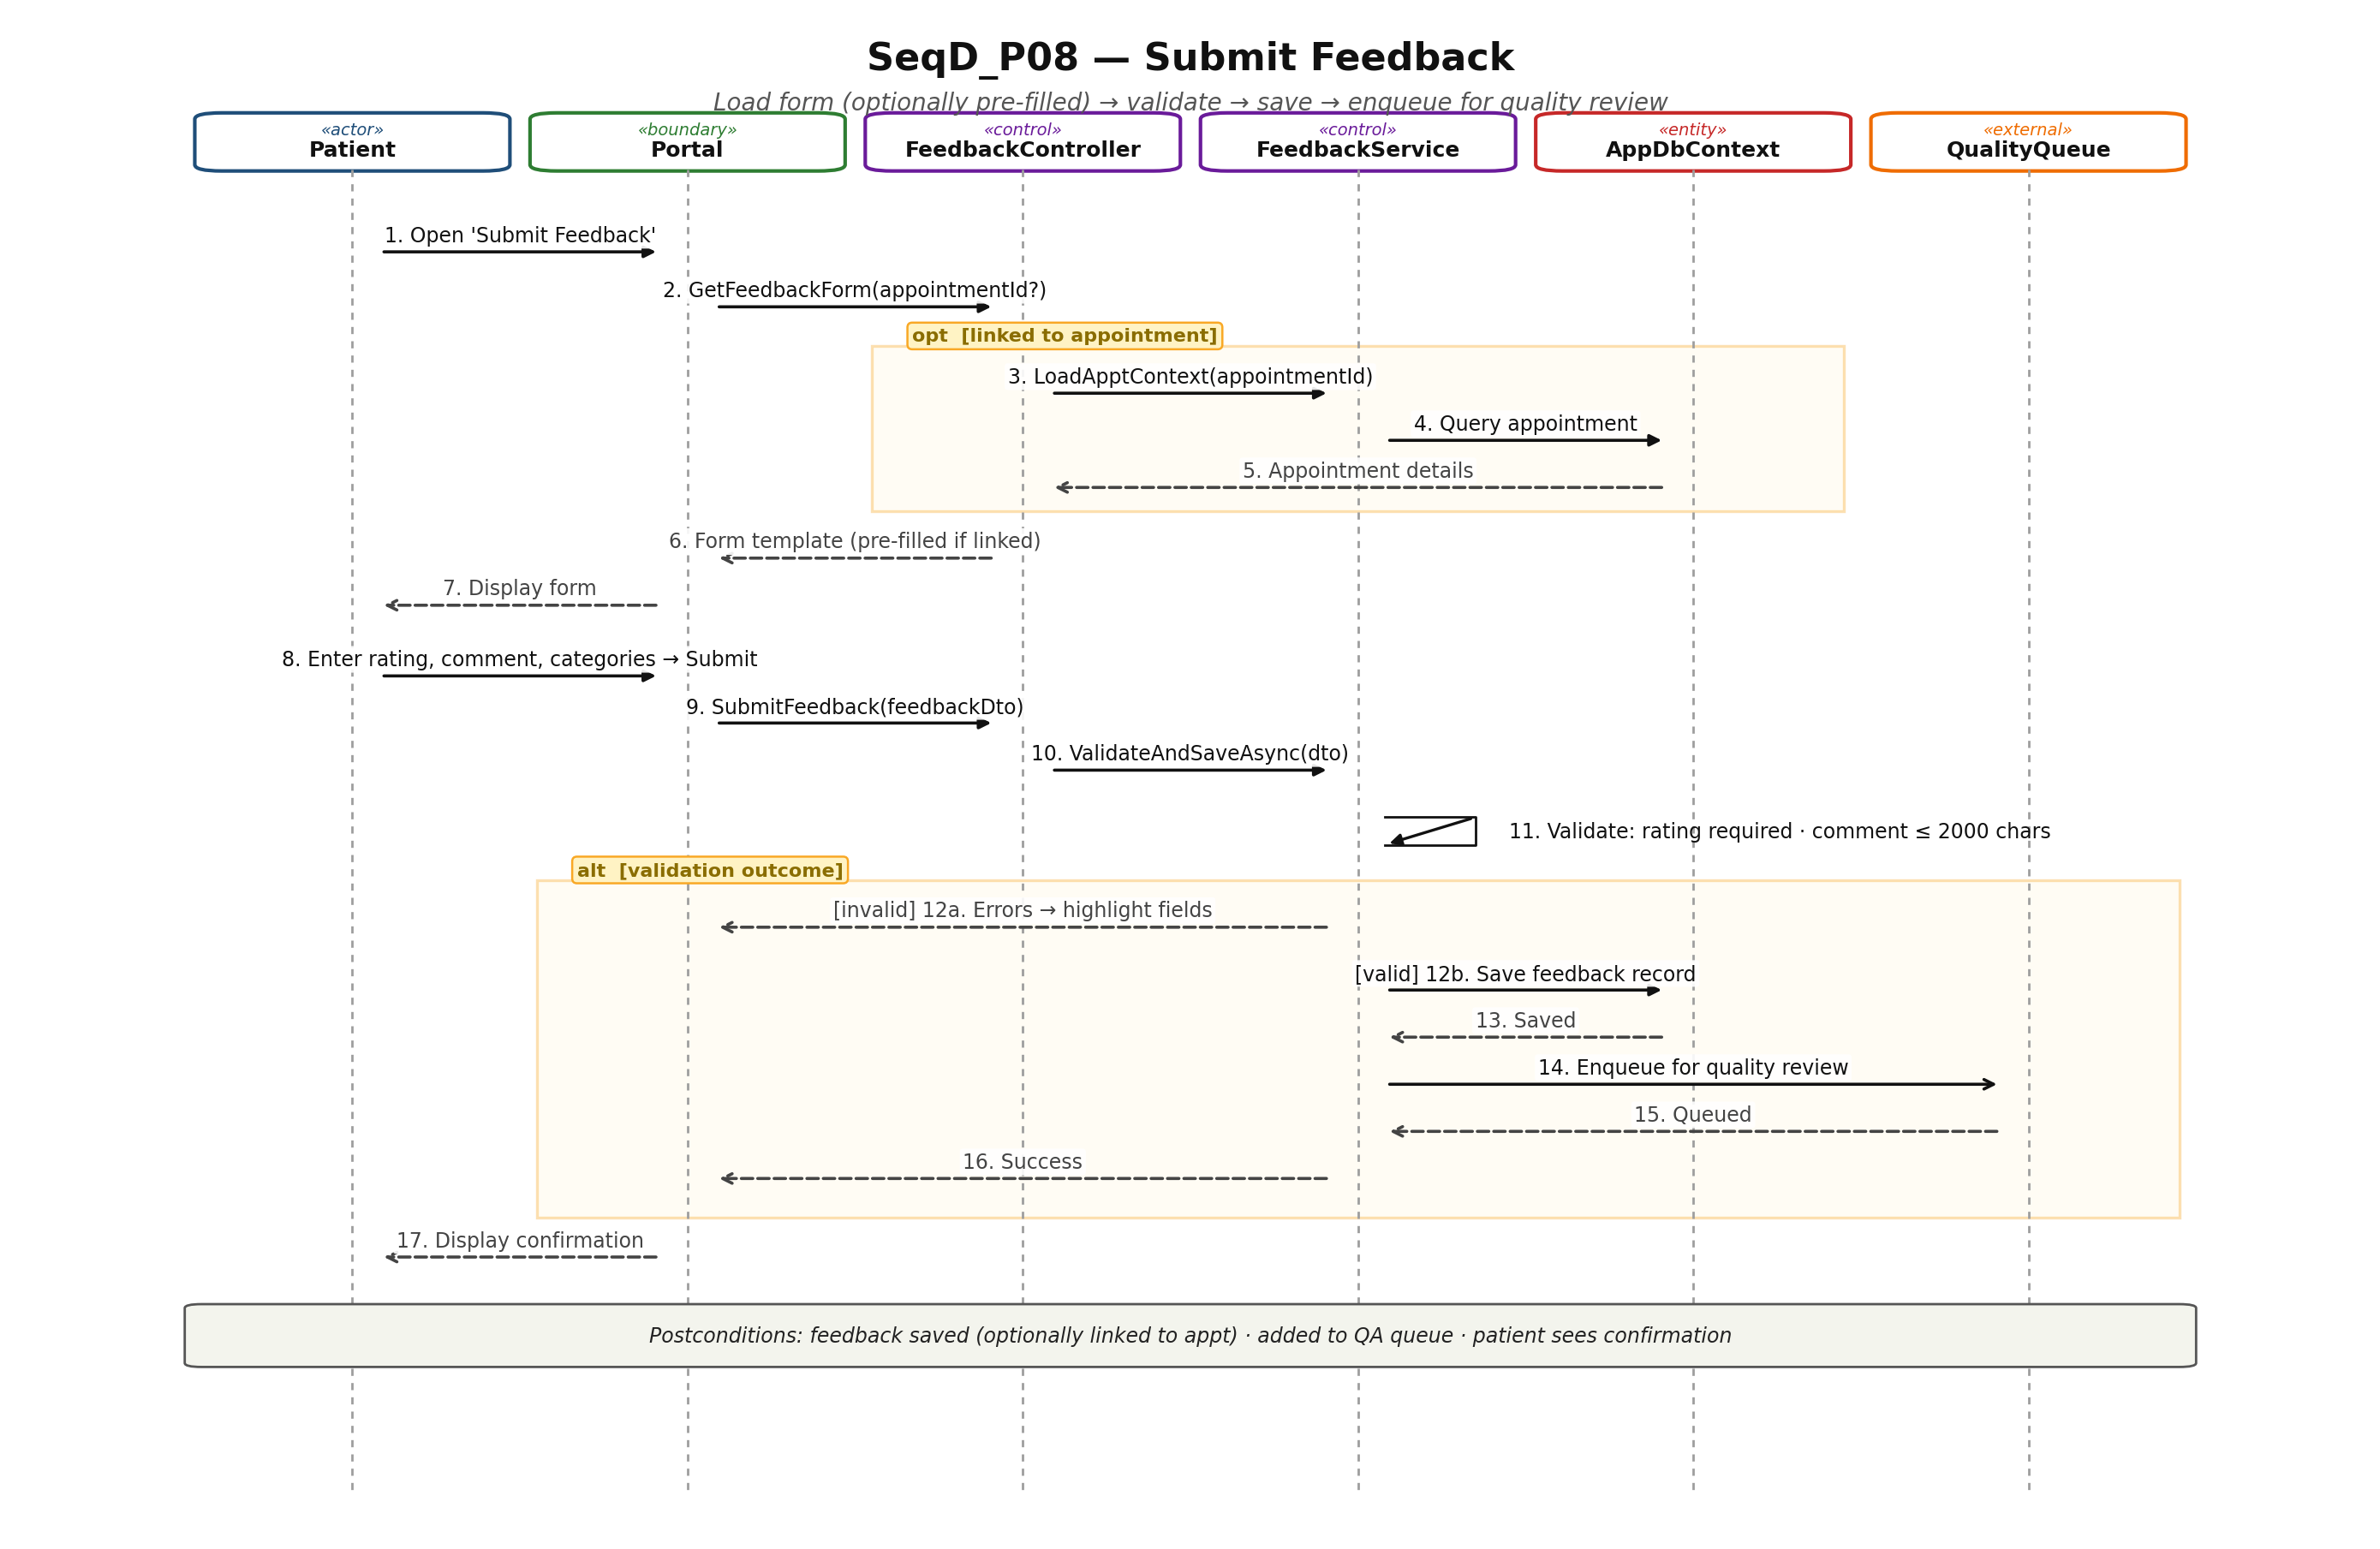 SeqD_P08 — Submit Feedback
Load form (optionally pre-filled) → validate → save → enqueue for quality review
«actor»
Patient
«boundary»
Portal
«control»
FeedbackController
«control»
FeedbackService
«entity»
AppDbContext
«external»
QualityQueue
1. Open 'Submit Feedback'
2. GetFeedbackForm(appointmentId?)
opt  [linked to appointment]
3. LoadApptContext(appointmentId)
4. Query appointment
5. Appointment details
6. Form template (pre-filled if linked)
7. Display form
8. Enter rating, comment, categories → Submit
9. SubmitFeedback(feedbackDto)
10. ValidateAndSaveAsync(dto)
11. Validate: rating required · comment ≤ 2000 chars
alt  [validation outcome]
[invalid] 12a. Errors → highlight fields
[valid] 12b. Save feedback record
13. Saved
14. Enqueue for quality review
15. Queued
16. Success
17. Display confirmation
Postconditions: feedback saved (optionally linked to appt) · added to QA queue · patient sees confirmation